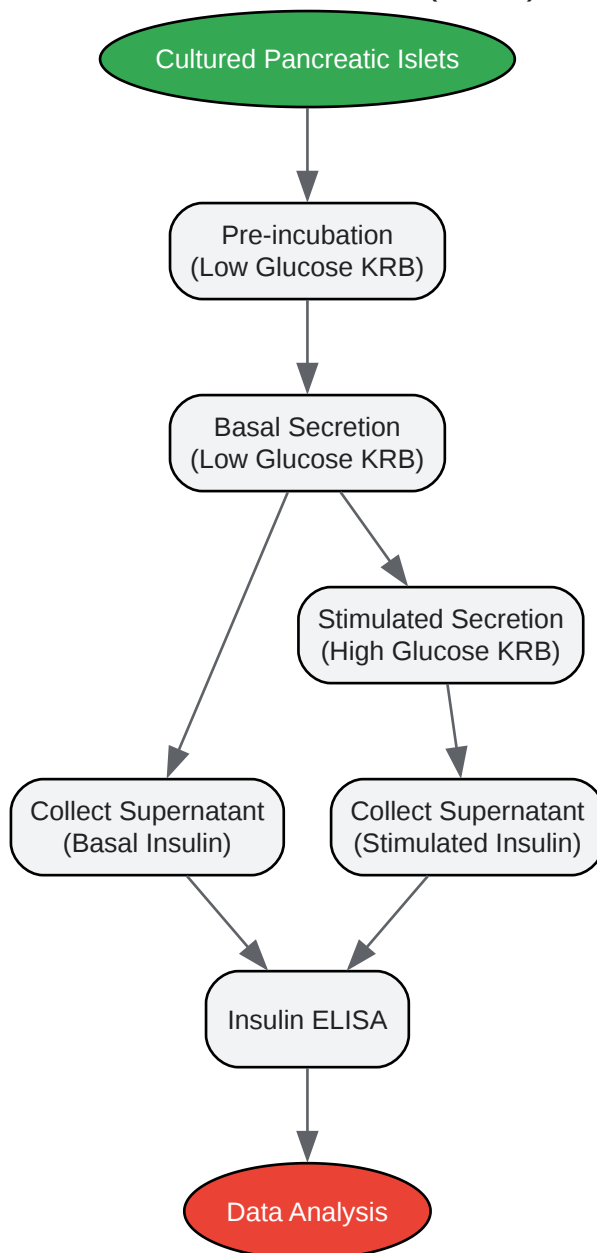 Cultured Pancreatic Islets
Pre-incubation
(Low Glucose KRB)
Basal Secretion
(Low Glucose KRB)
Stimulated Secretion
(High Glucose KRB)
Collect Supernatant
(Basal Insulin)
Collect Supernatant
(Stimulated Insulin)
Insulin ELISA
Data Analysis